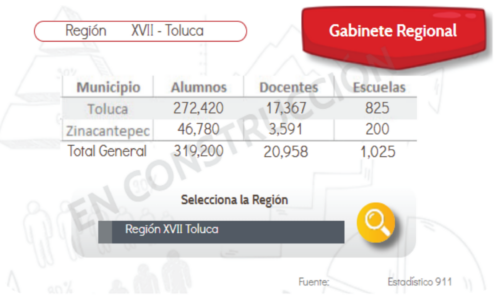 Región XVII - Toluca
Gabinete Regional
Municipio Alumnos Docentes Escuelas
Toluca 272,420 17,367 825
Zinacantepec 46,780 3,591 200
Total General 319,200 20,958 1,025
EN CONSTRUCCIÓN
Selecciona la Región
Región XVII Toluca
Fuente: Estadístico 911